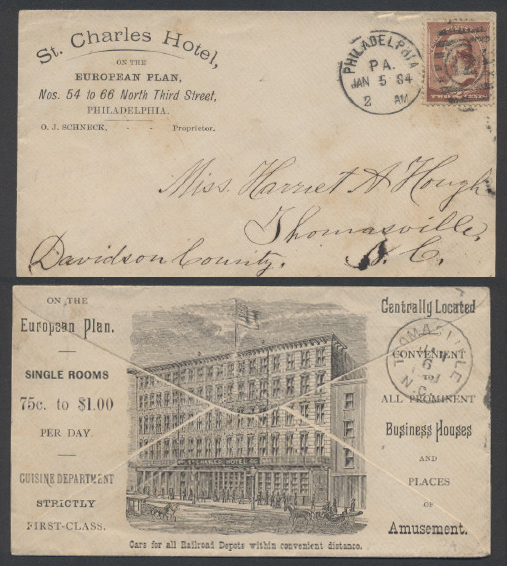 St. Charles Hotel,
ON THE
EUROPEAN PLAN,
Nos. 54 to 66 North Third Street,
PHILADELPHIA.
O. J. SCHNECK, - - Proprietor.
PHILADELPHIA
PA.
JAN 5 84
2 AM
Miss. Harriet A Hough
Thomasville,
Davidson County. N. C.
ON THE
European Plan.
SINGLE ROOMS
75c. to $1.00
PER DAY.
CUISINE DEPARTMENT
STRICTLY
FIRST-CLASS.
ST. CHARLES HOTEL
Centrally Located
CONVENIENT
ALL PROMINENT
Business Houses
AND
PLACES
OF
Amusement.
THOMASVILLE
6
N.C.
Cars for all Railroad Depots within convenient distance.